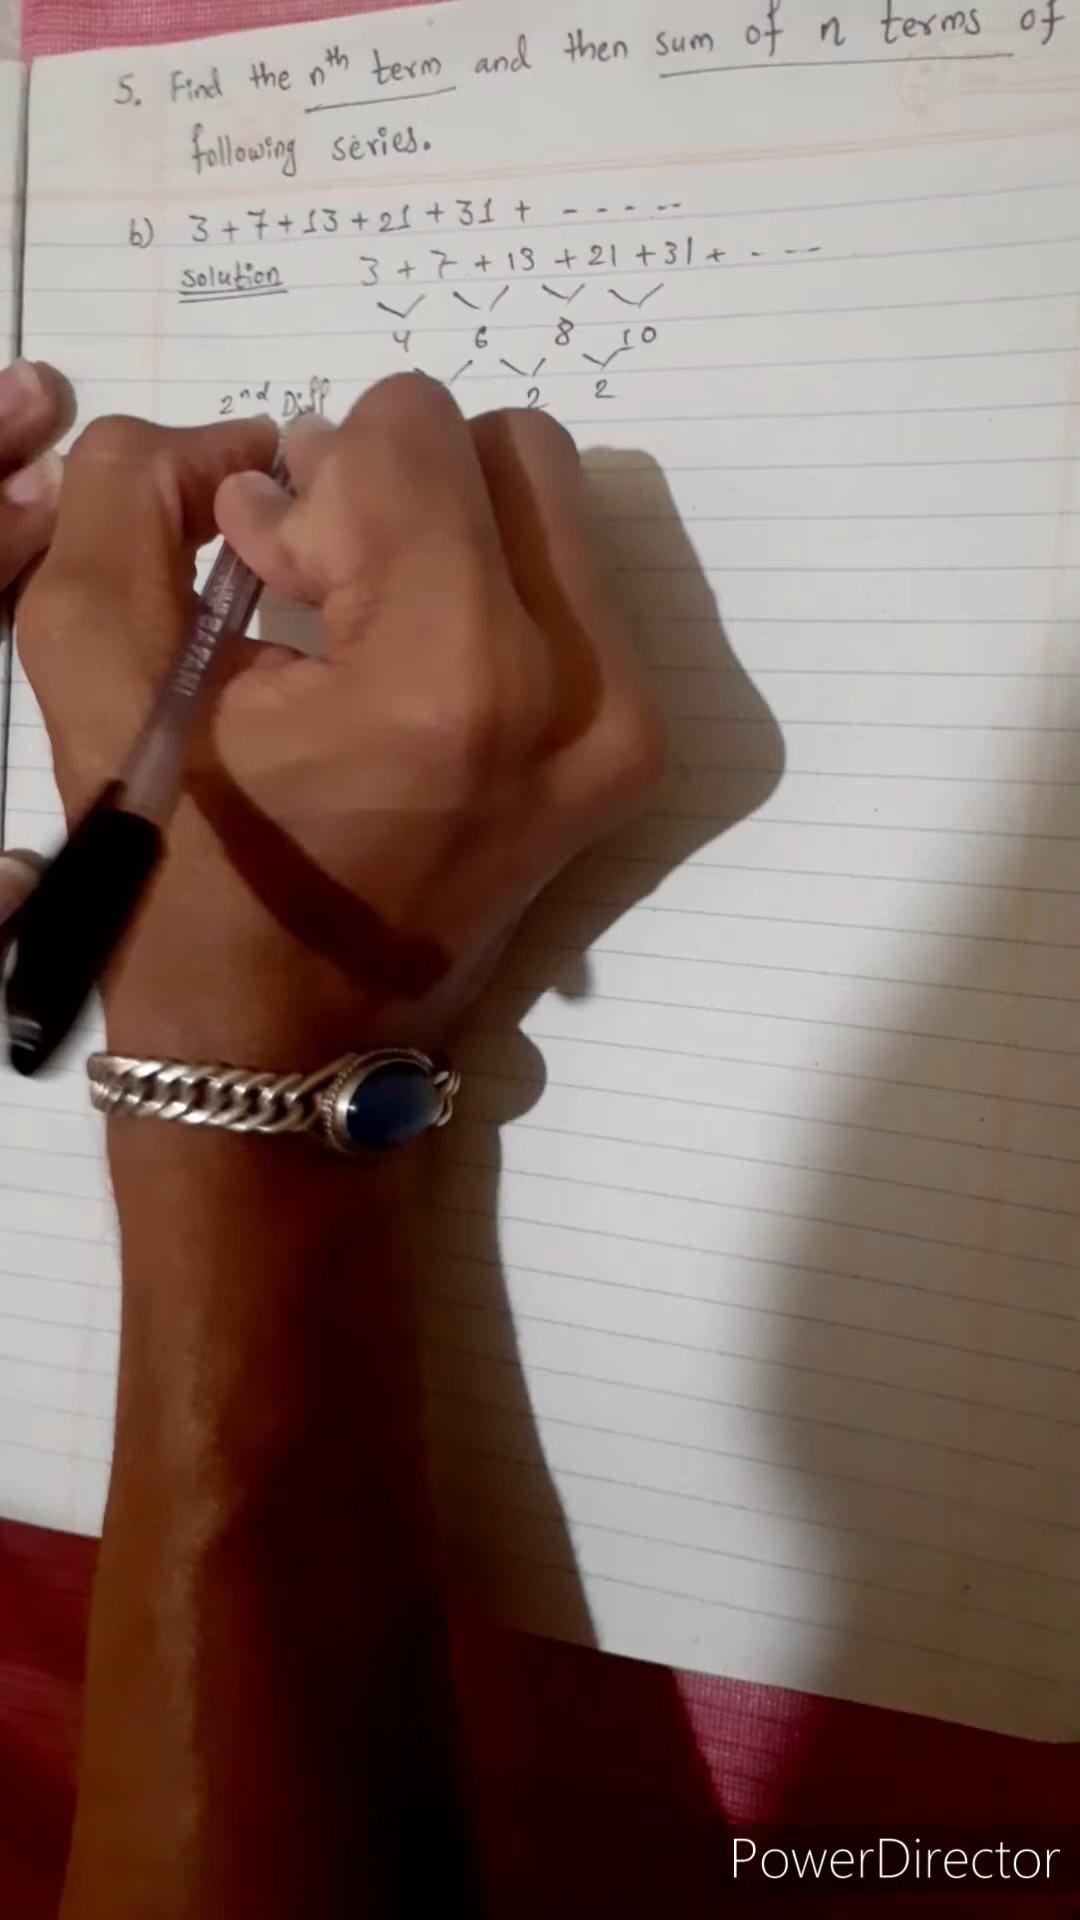 5. Find the nth term and then sum of n terms of
following series.
b) 3 + 7 + 13 + 21 + 31 + - - - - -
Solution 3 + 7 + 13 + 21 + 31 + - - -
4 6 8 10
2nd Diff 2 2
SAFARI
PowerDirector